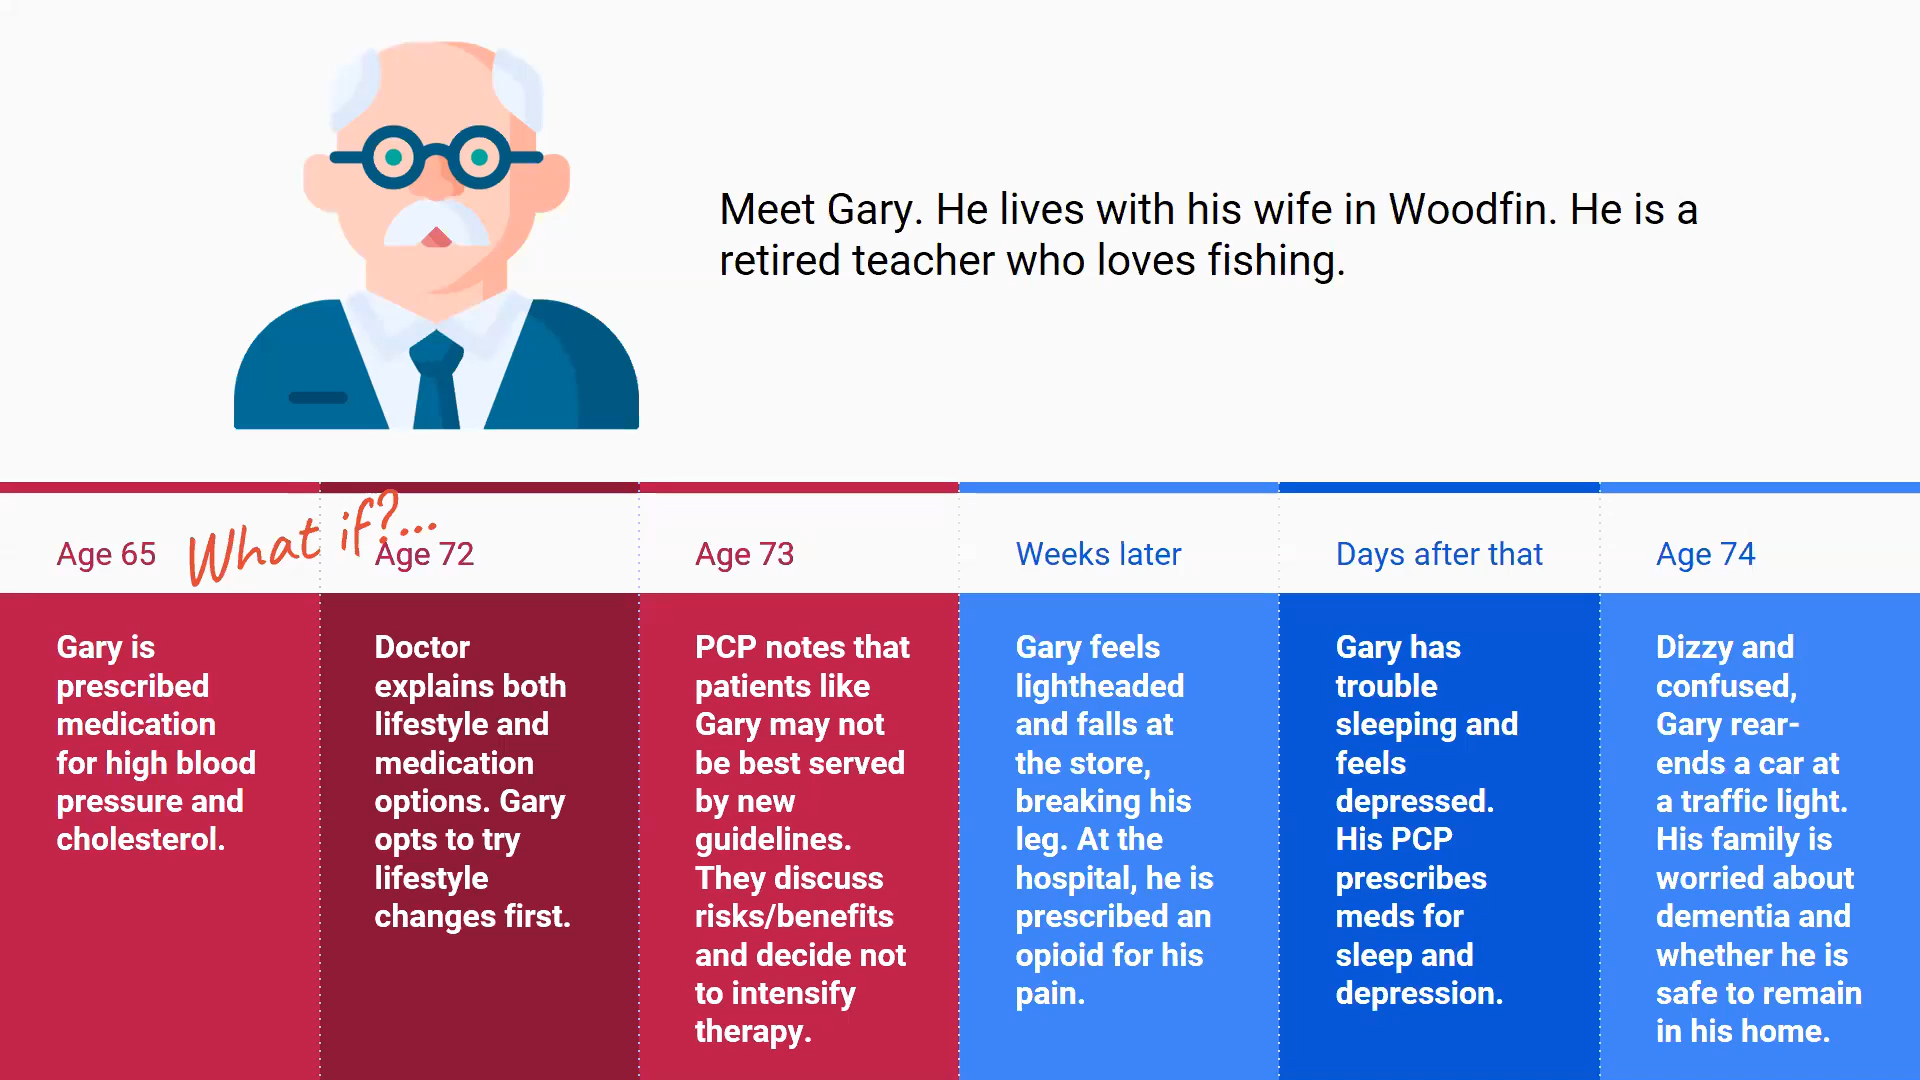 Meet Gary. He lives with his wife in Woodfin. He is a
retired teacher who loves fishing.
What if?...
Age 65
Gary is
prescribed
medication
for high blood
pressure and
cholesterol.
Age 72
Doctor
explains both
lifestyle and
medication
options. Gary
opts to try
lifestyle
changes first.
Age 73
PCP notes that
patients like
Gary may not
be best served
by new
guidelines.
They discuss
risks/benefits
and decide not
to intensify
therapy.
Weeks later
Gary feels
lightheaded
and falls at
the store,
breaking his
leg. At the
hospital, he is
prescribed an
opioid for his
pain.
Days after that
Gary has
trouble
sleeping and
feels
depressed.
His PCP
prescribes
meds for
sleep and
depression.
Age 74
Dizzy and
confused,
Gary rear-
ends a car at
a traffic light.
His family is
worried about
dementia and
whether he is
safe to remain
in his home.